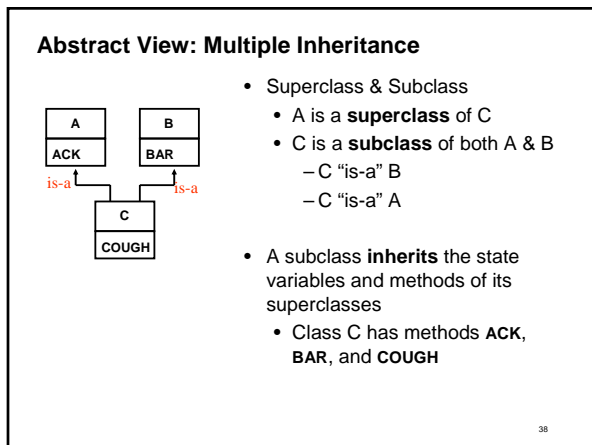 Abstract View: Multiple Inheritance
A
ACK
B
BAR
is-a
is-a
C
COUGH
• Superclass & Subclass
• A is a superclass of C
• C is a subclass of both A & B
– C “is-a” B
– C “is-a” A
• A subclass inherits the state
variables and methods of its
superclasses
• Class C has methods ACK,
BAR, and COUGH
38